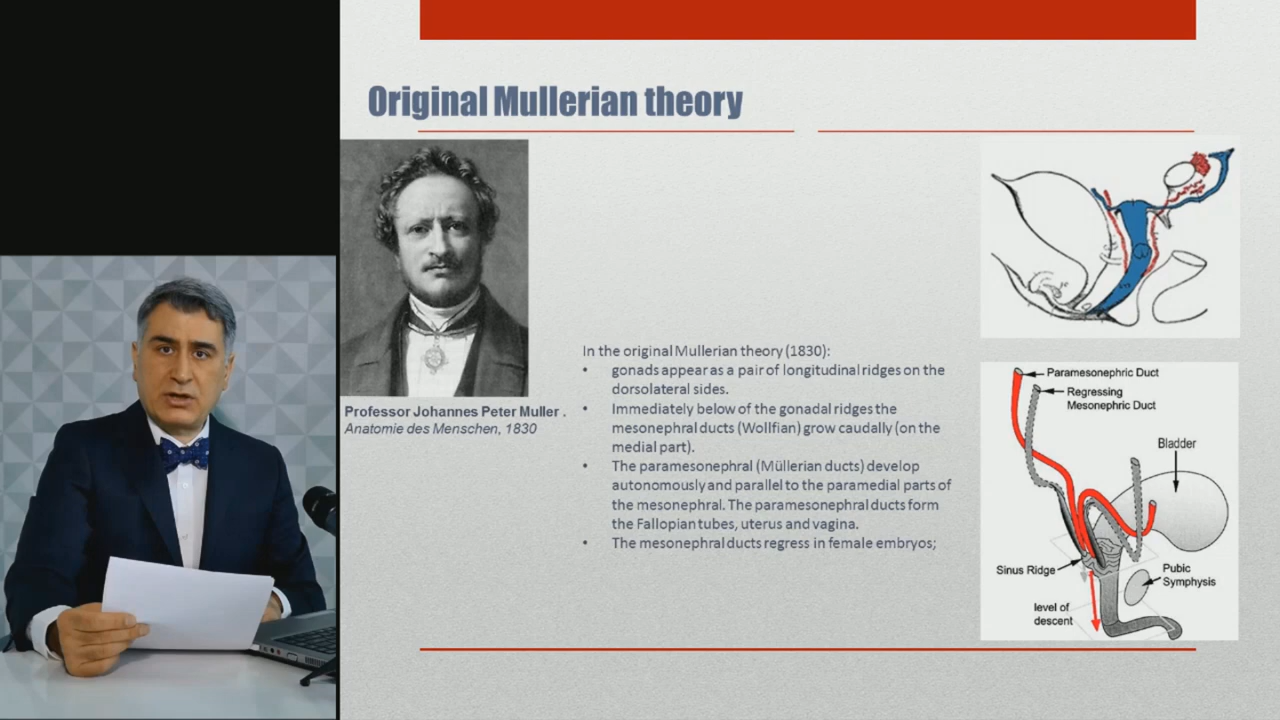 Original Mullerian theory
Professor Johannes Peter Muller .
Anatomie des Menschen, 1830
In the original Mullerian theory (1830):
• gonads appear as a pair of longitudinal ridges on the
dorsolateral sides.
• Immediately below of the gonadal ridges the
mesonephral ducts (Wollfian) grow caudally (on the
medial part).
• The paramesonephral (Müllerian ducts) develop
autonomously and parallel to the paramedial parts of
the mesonephral. The paramesonephral ducts form
the Fallopian tubes, uterus and vagina.
• The mesonephral ducts regress in female embryos;
Paramesonephric Duct
Regressing
Mesonephric Duct
Bladder
Sinus Ridge
Pubic
Symphysis
level of
descent